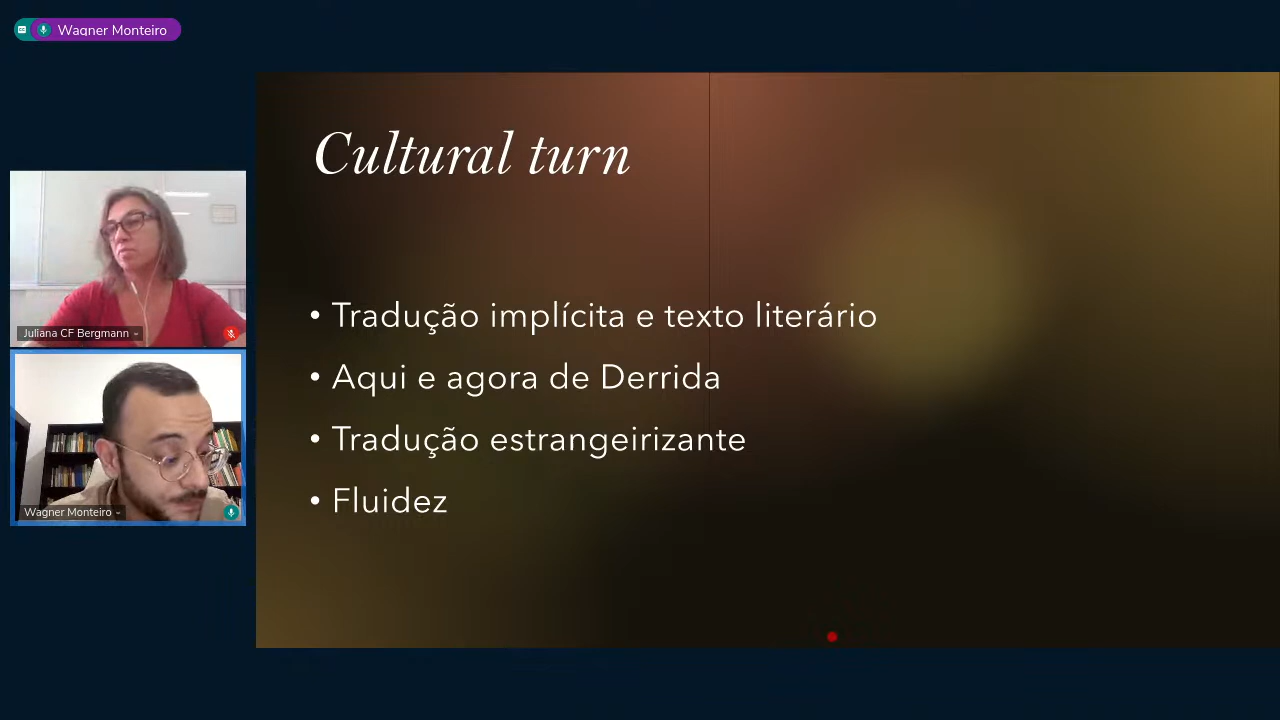 Wagner Monteiro
Cultural turn
Juliana CF Bergmann
Wagner Monteiro
• Tradução implícita e texto literário
• Aqui e agora de Derrida
• Tradução estrangeirizante
• Fluidez